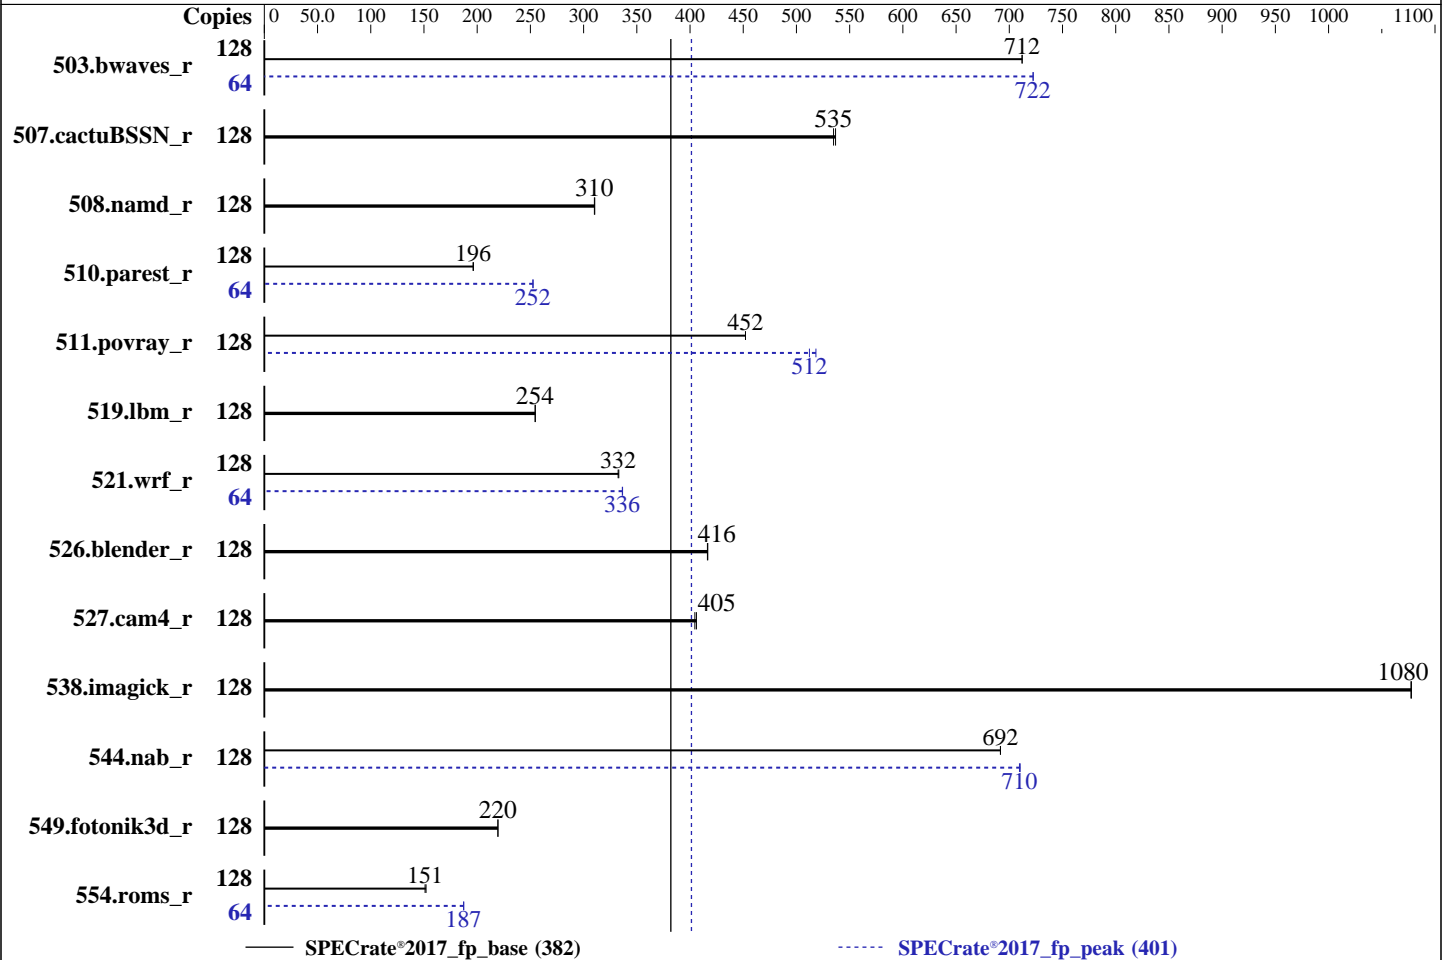 Copies 0 50.0 100 150 200 250 300 350 400 450 500 550 600 650 700 750 800 850 900 950 1000 1100
503.bwaves_r 128 712
64 722
507.cactuBSSN_r 128 535
508.namd_r 128 310
510.parest_r 128 196
64 252
511.povray_r 128 452
512
519.lbm_r 128 254
521.wrf_r 128 332
64 336
526.blender_r 128 416
527.cam4_r 128 405
538.imagick_r 128 1080
544.nab_r 128 692
710
549.fotonik3d_r 128 220
554.roms_r 128 151
64 187
SPECrate®2017_fp_base (382) SPECrate®2017_fp_peak (401)